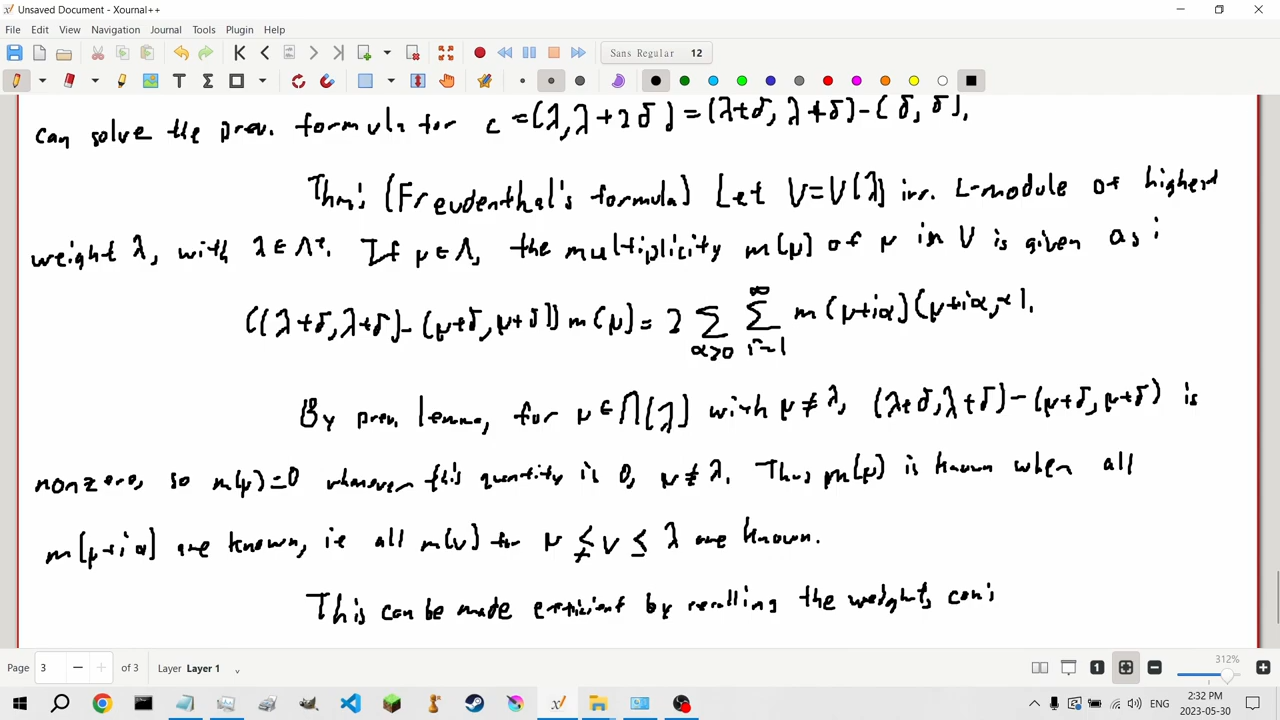 Unsaved Document - Xournal++
File Edit View Navigation Journal Tools Plugin Help
Sans Regular 12
can solve the prev. formula for c = (λ, λ + 2δ) = (λ+δ, λ+δ) - (δ, δ).
Thm: (Freudenthal's formula) Let V = V(λ) irr. L-module of highest
weight λ, with λ ∈ Λ⁺. If μ ∈ Λ, the multiplicity m(μ) of μ in V is given as:
((λ+δ, λ+δ) - (μ+δ, μ+δ)) m(μ) = 2 Σ_{α>0} Σ_{i=1}^{∞} m(μ+iα)(μ+iα, α).
By prev. lemma, for μ ∈ Π(λ) with μ ≠ λ, (λ+δ, λ+δ) - (μ+δ, μ+δ) is
nonzero, so m(μ) = 0 whenever this quantity is 0, μ ≠ λ. Thus m(μ) is known when all
m(μ+iα) are known, ie all m(ν) for μ ≨ ν ≤ λ are known.
This can be made efficient by recalling the weights coni
Page 3 of 3 Layer Layer 1 312%
ENG 2:32 PM
2023-05-30